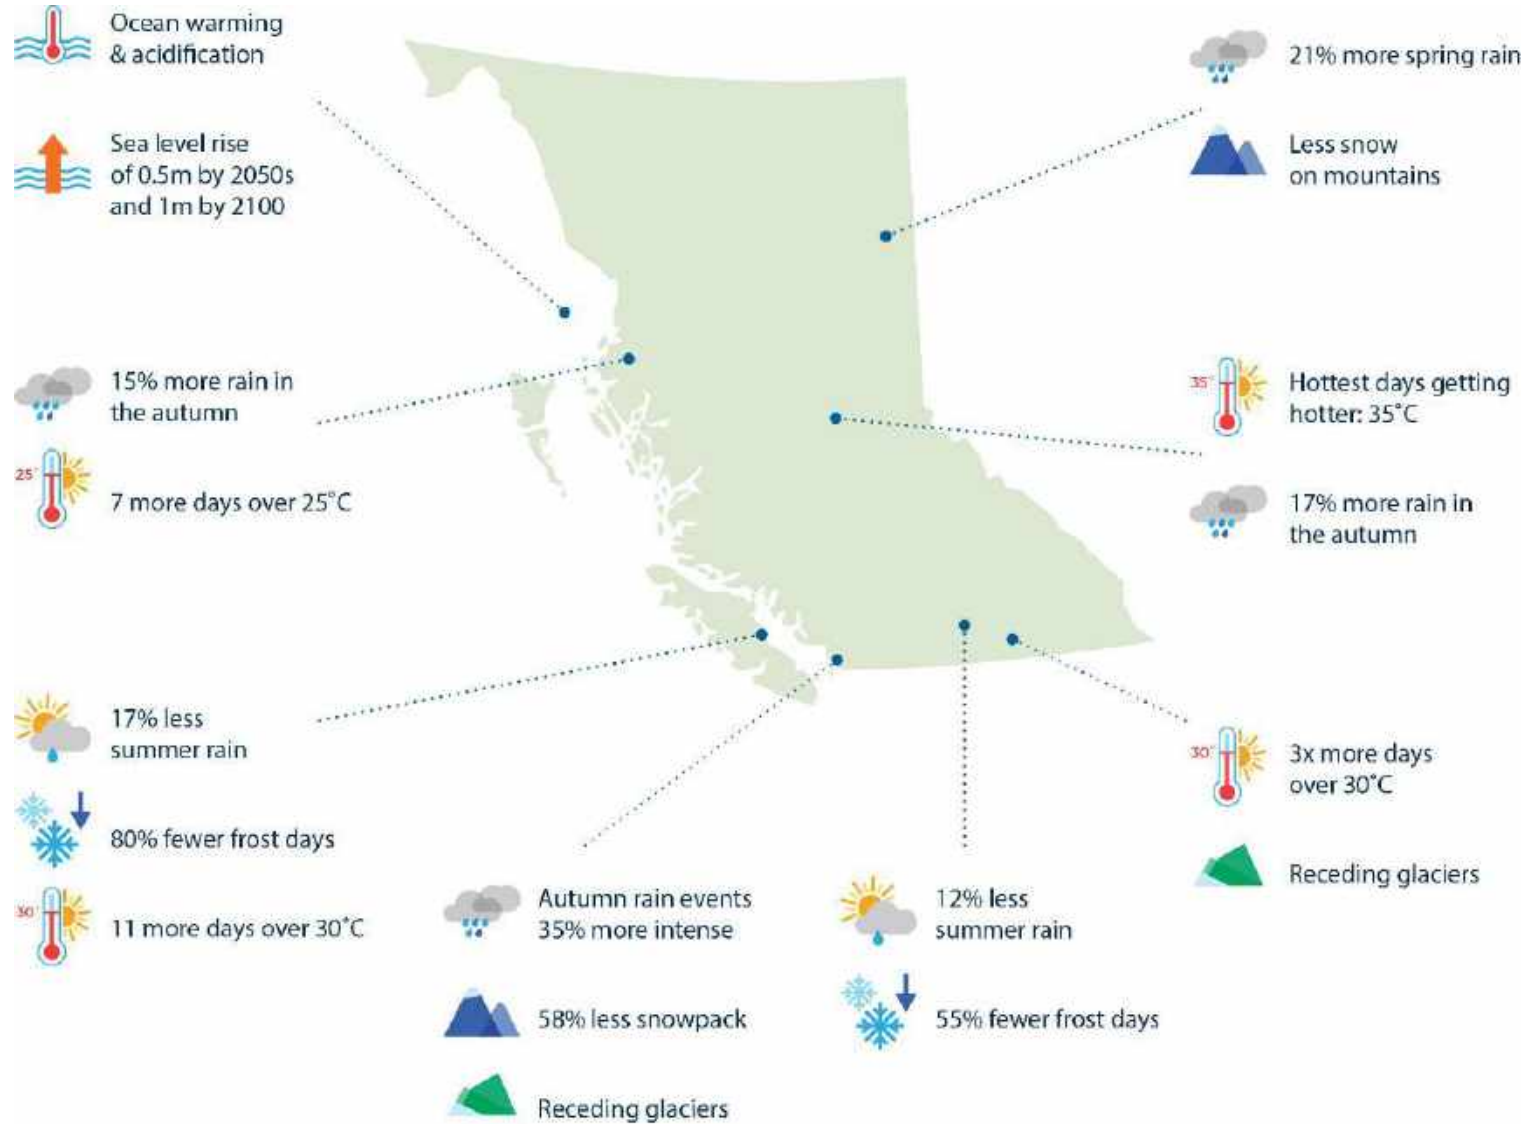 Ocean warming
& acidification
Sea level rise
of 0.5m by 2050s
and 1m by 2100
15% more rain in
the autumn
25°
7 more days over 25°C
17% less
summer rain
80% fewer frost days
30°
11 more days over 30°C
Autumn rain events
35% more intense
58% less snowpack
Receding glaciers
12% less
summer rain
55% fewer frost days
21% more spring rain
Less snow
on mountains
35°
Hottest days getting
hotter: 35°C
17% more rain in
the autumn
30°
3x more days
over 30°C
Receding glaciers